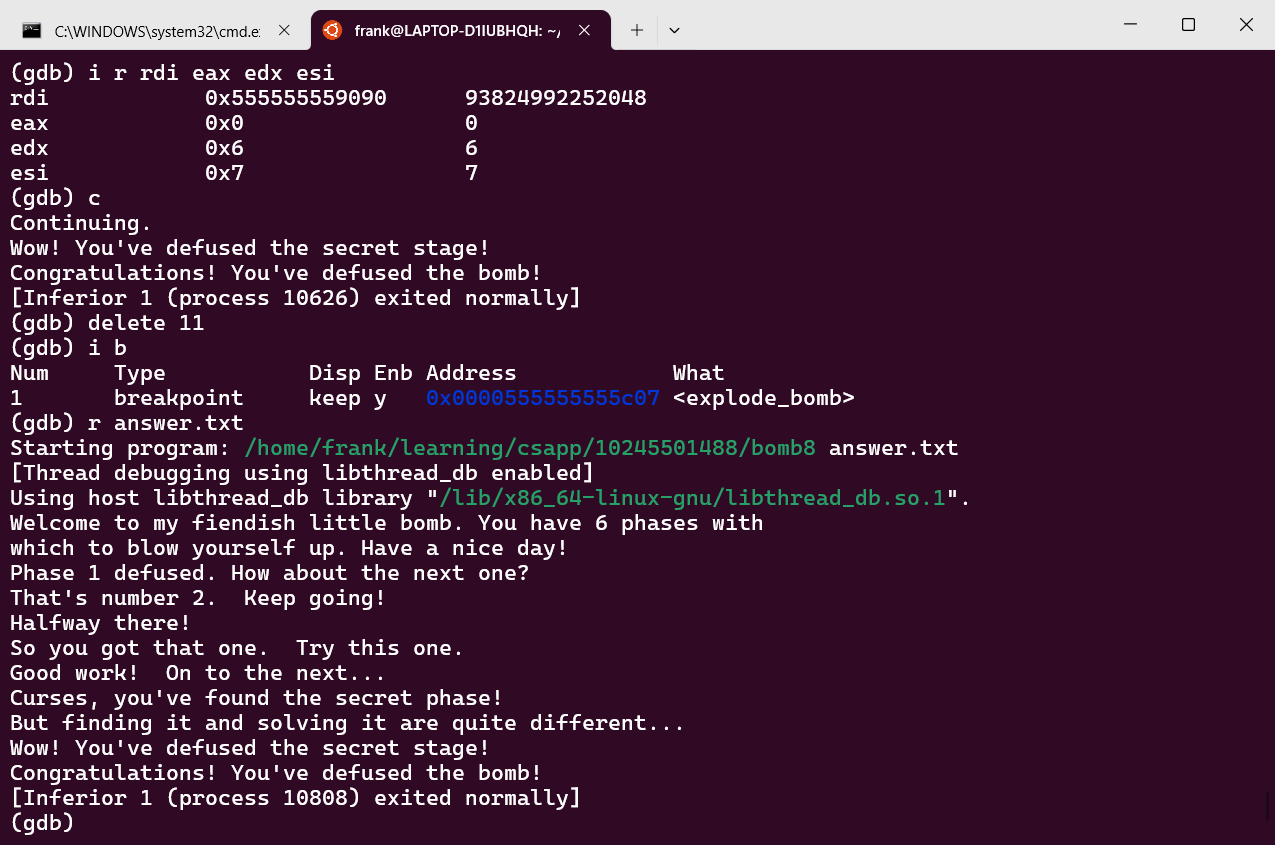 C:\WINDOWS\system32\cmd.e:
frank@LAPTOP-D1IUBHQH: ~/
(gdb) i r rdi eax edx esi
rdi            0x555555559090      93824992252048
eax            0x0                 0
edx            0x6                 6
esi            0x7                 7
(gdb) c
Continuing.
Wow! You've defused the secret stage!
Congratulations! You've defused the bomb!
[Inferior 1 (process 10626) exited normally]
(gdb) delete 11
(gdb) i b
Num     Type           Disp Enb Address            What
1       breakpoint     keep y   0x0000555555555c07 <explode_bomb>
(gdb) r answer.txt
Starting program: /home/frank/learning/csapp/10245501488/bomb8 answer.txt
[Thread debugging using libthread_db enabled]
Using host libthread_db library "/lib/x86_64-linux-gnu/libthread_db.so.1".
Welcome to my fiendish little bomb. You have 6 phases with
which to blow yourself up. Have a nice day!
Phase 1 defused. How about the next one?
That's number 2.  Keep going!
Halfway there!
So you got that one.  Try this one.
Good work!  On to the next...
Curses, you've found the secret phase!
But finding it and solving it are quite different...
Wow! You've defused the secret stage!
Congratulations! You've defused the bomb!
[Inferior 1 (process 10808) exited normally]
(gdb)